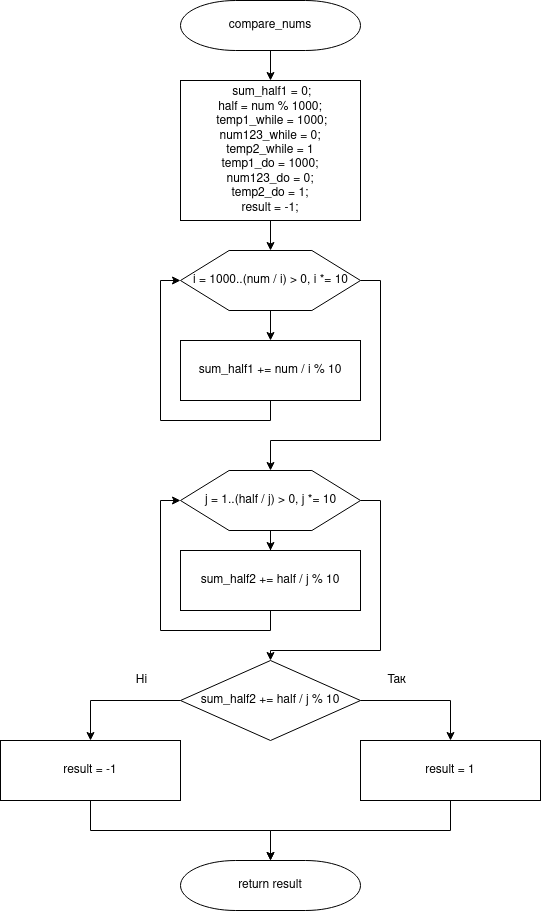 compare_nums
sum_half1 = 0;
half = num % 1000;
temp1_while = 1000;
num123_while = 0;
temp2_while = 1
temp1_do = 1000;
num123_do = 0;
temp2_do = 1;
result = -1;
i = 1000..(num / i) > 0, i *= 10
sum_half1 += num / i % 10
j = 1..(half / j) > 0, j *= 10
sum_half2 += half / j % 10
Ні
Так
sum_half2 += half / j % 10
result = -1
result = 1
return result